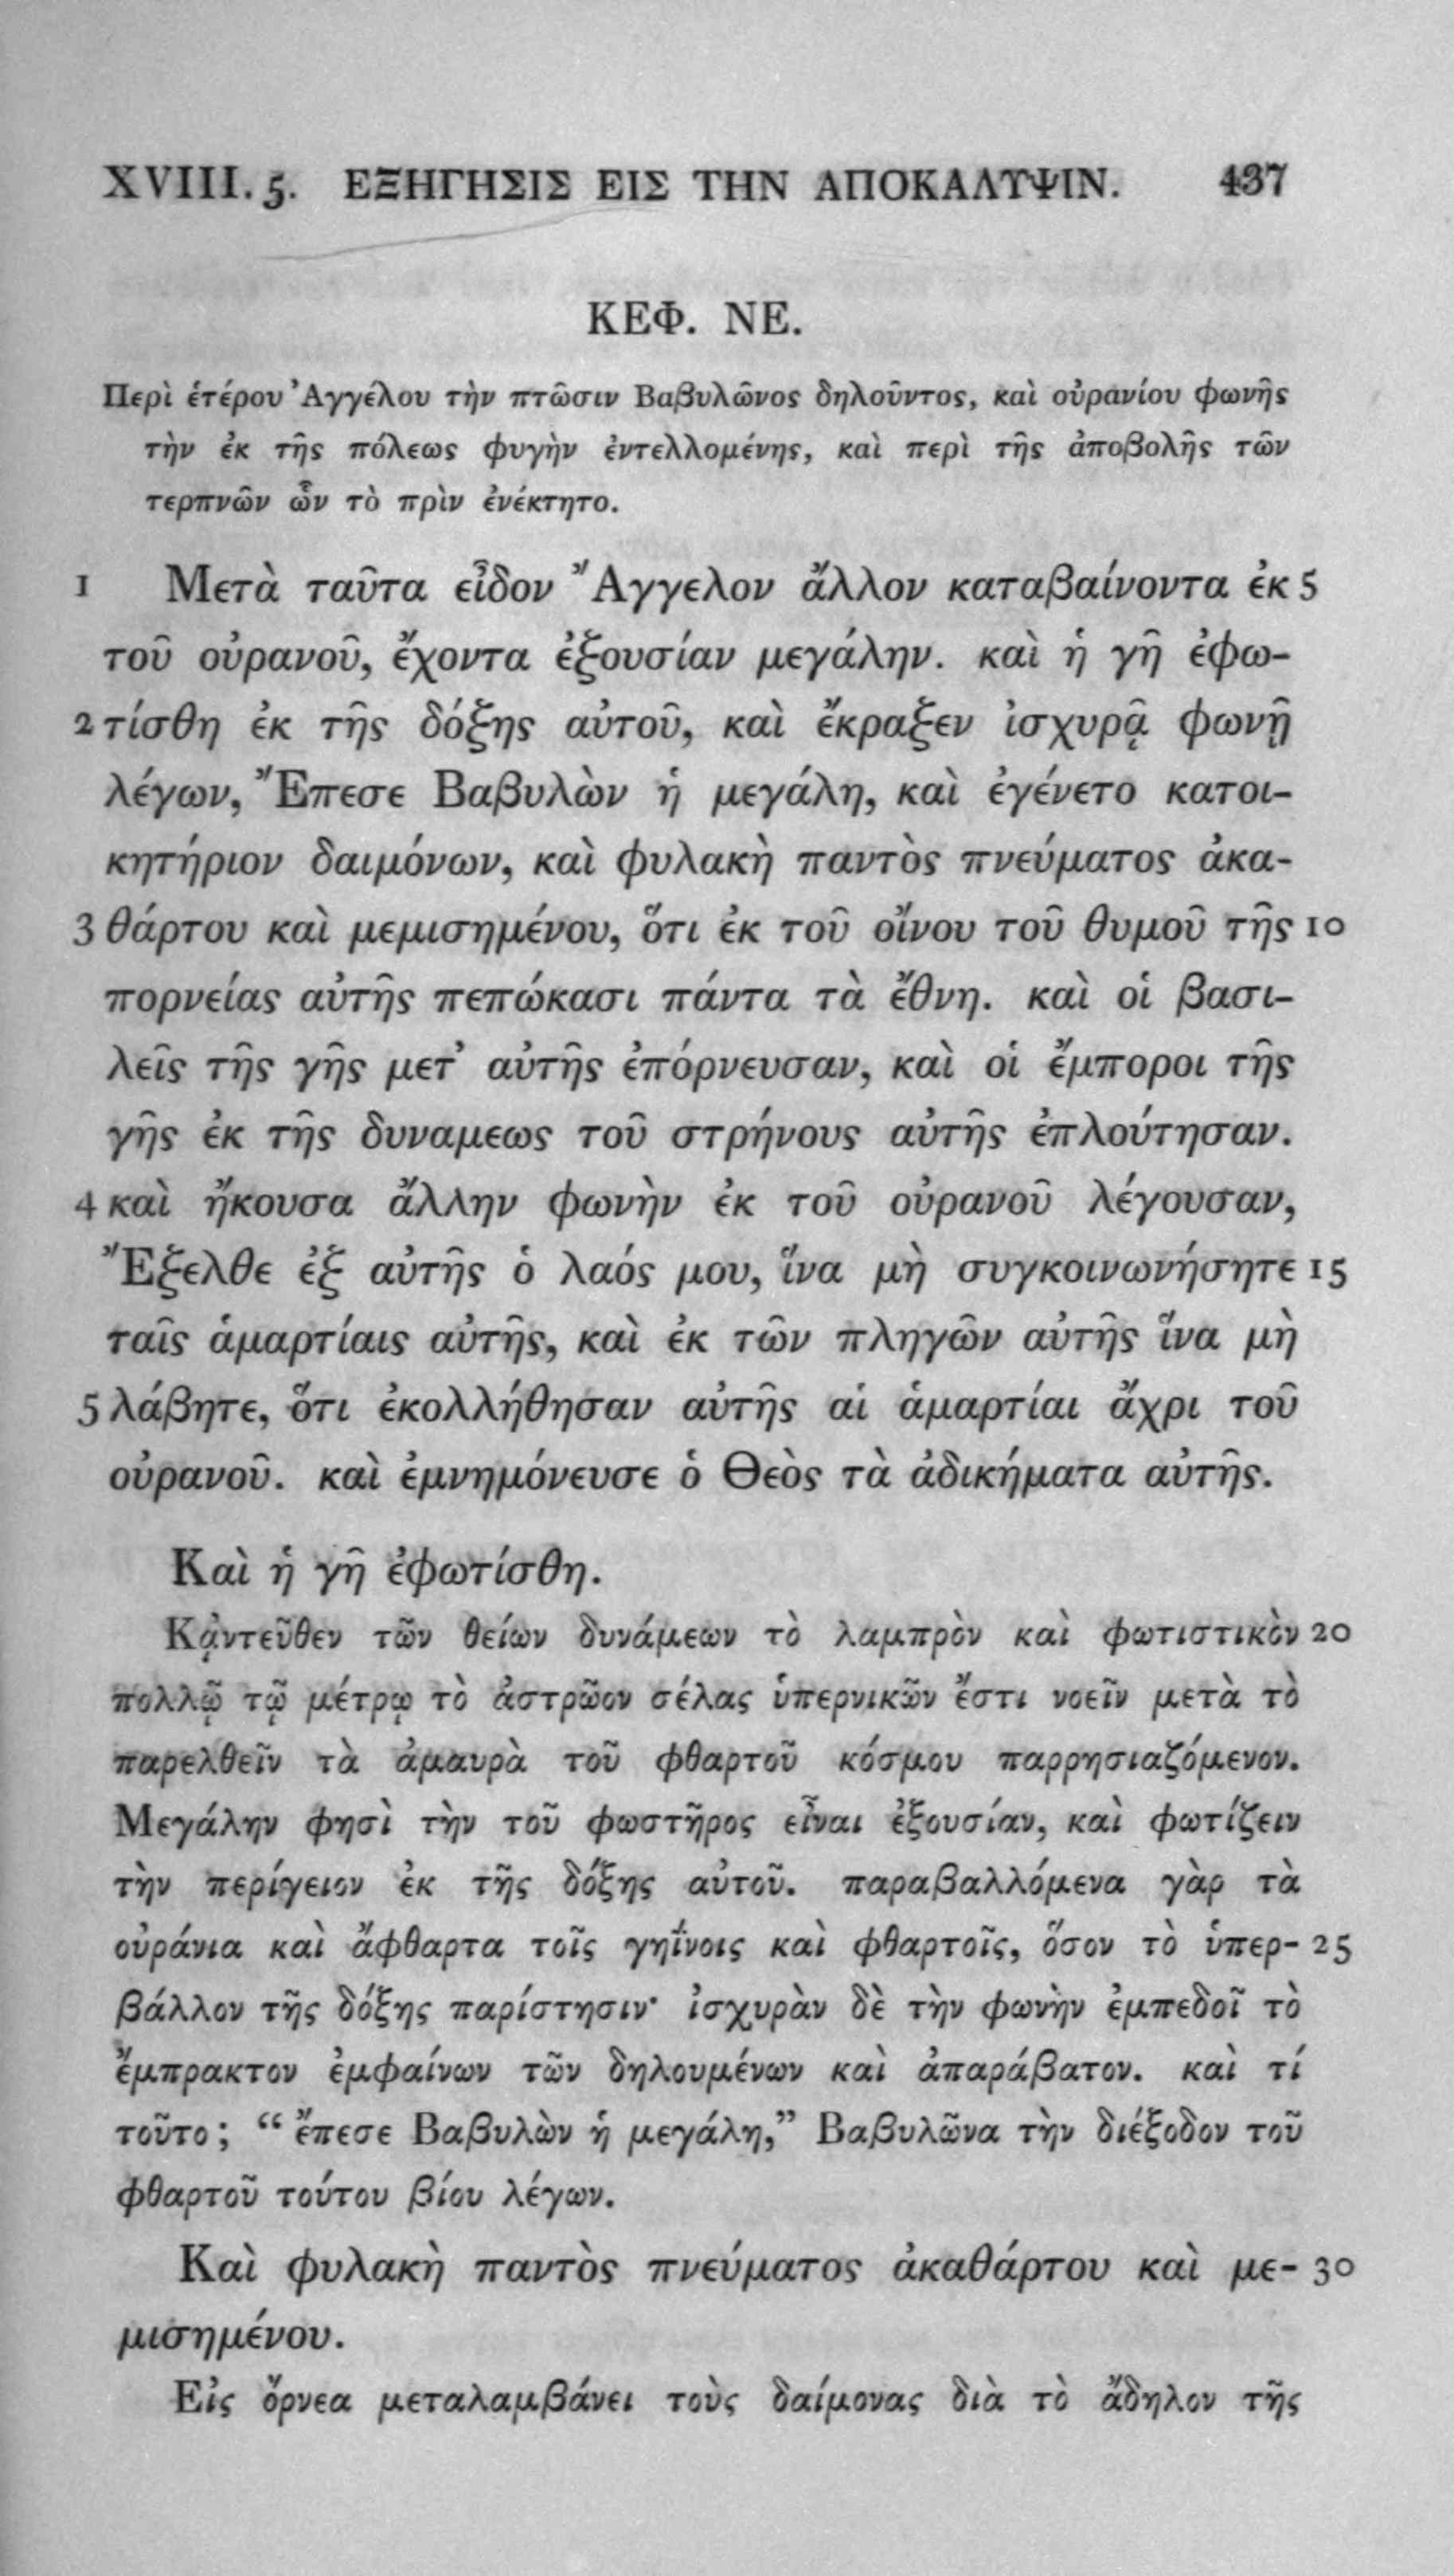 XVIII. 5. ΕΞΗΓΗΣΙΣ ΕΙΣ ΤΗΝ ΑΠΟΚΑΛΥΨΙΝ. 437
ΚΕΦ. ΝΕ.
Περὶ ἑτέρου Ἀγγέλου τὴν πτῶσιν Βαβυλῶνος δηλοῦντος, καὶ οὐρανίου φωνῆς
τὴν ἐκ τῆς πόλεως φυγὴν ἐντελλομένης, καὶ περὶ τῆς ἀποβολῆς τῶν
τερπνῶν ὧν τὸ πρὶν ἐνέκτητο.
1 Μετὰ ταῦτα εἶδον Ἄγγελον ἄλλον καταβαίνοντα ἐκ 5
τοῦ οὐρανοῦ, ἔχοντα ἐξουσίαν μεγάλην. καὶ ἡ γῆ ἐφω-
2 τίσθη ἐκ τῆς δόξης αὐτοῦ, καὶ ἔκραξεν ἰσχυρᾷ φωνῇ
λέγων, Ἔπεσε Βαβυλὼν ἡ μεγάλη, καὶ ἐγένετο κατοι-
κητήριον δαιμόνων, καὶ φυλακὴ παντὸς πνεύματος ἀκα-
3 θάρτου καὶ μεμισημένου, ὅτι ἐκ τοῦ οἴνου τοῦ θυμοῦ τῆς 10
πορνείας αὐτῆς πεπώκασι πάντα τὰ ἔθνη. καὶ οἱ βασι-
λεῖς τῆς γῆς μετ᾽ αὐτῆς ἐπόρνευσαν, καὶ οἱ ἔμποροι τῆς
γῆς ἐκ τῆς δυναμεως τοῦ στρήνους αὐτῆς ἐπλούτησαν.
4 καὶ ἤκουσα ἄλλην φωνὴν ἐκ τοῦ οὐρανοῦ λέγουσαν,
Ἔξελθε ἐξ αὐτῆς ὁ λαός μου, ἵνα μὴ συγκοινωνήσητε 15
ταῖς ἁμαρτίαις αὐτῆς, καὶ ἐκ τῶν πληγῶν αὐτῆς ἵνα μὴ
5 λάβητε, ὅτι ἐκολλήθησαν αὐτῆς αἱ ἁμαρτίαι ἄχρι τοῦ
οὐρανοῦ. καὶ ἐμνημόνευσε ὁ Θεὸς τὰ ἀδικήματα αὐτῆς.
Καὶ ἡ γῆ ἐφωτίσθη.
Κᾀντεῦθεν τῶν θείων δυνάμεων τὸ λαμπρὸν καὶ φωτιστικὸν 20
πολλῷ τῷ μέτρῳ τὸ ἀστρῶον σέλας ὑπερνικῶν ἔστι νοεῖν μετὰ τὸ
παρελθεῖν τὰ ἀμαυρὰ τοῦ φθαρτοῦ κόσμου παρρησιαζόμενον.
Μεγάλην φησὶ τὴν τοῦ φωστῆρος εἶναι ἐξουσίαν, καὶ φωτίζειν
τὴν περίγειον ἐκ τῆς δόξης αὐτοῦ. παραβαλλόμενα γὰρ τὰ
οὐράνια καὶ ἄφθαρτα τοῖς γηΐνοις καὶ φθαρτοῖς, ὅσον τὸ ὑπερ- 25
βάλλον τῆς δόξης παρίστησιν· ἰσχυρὰν δὲ τὴν φωνὴν ἐμπεδοῖ τὸ
ἔμπρακτον ἐμφαίνων τῶν δηλουμένων καὶ ἀπαράβατον. καὶ τί
τοῦτο; “ ἔπεσε Βαβυλὼν ἡ μεγάλη,” Βαβυλῶνα τὴν διέξοδον τοῦ
φθαρτοῦ τούτου βίου λέγων.
Καὶ φυλακὴ παντὸς πνεύματος ἀκαθάρτου καὶ με- 30
μισημένου.
Εἰς ὄρνεα μεταλαμβάνει τοὺς δαίμονας διὰ τὸ ἄδηλον τῆς